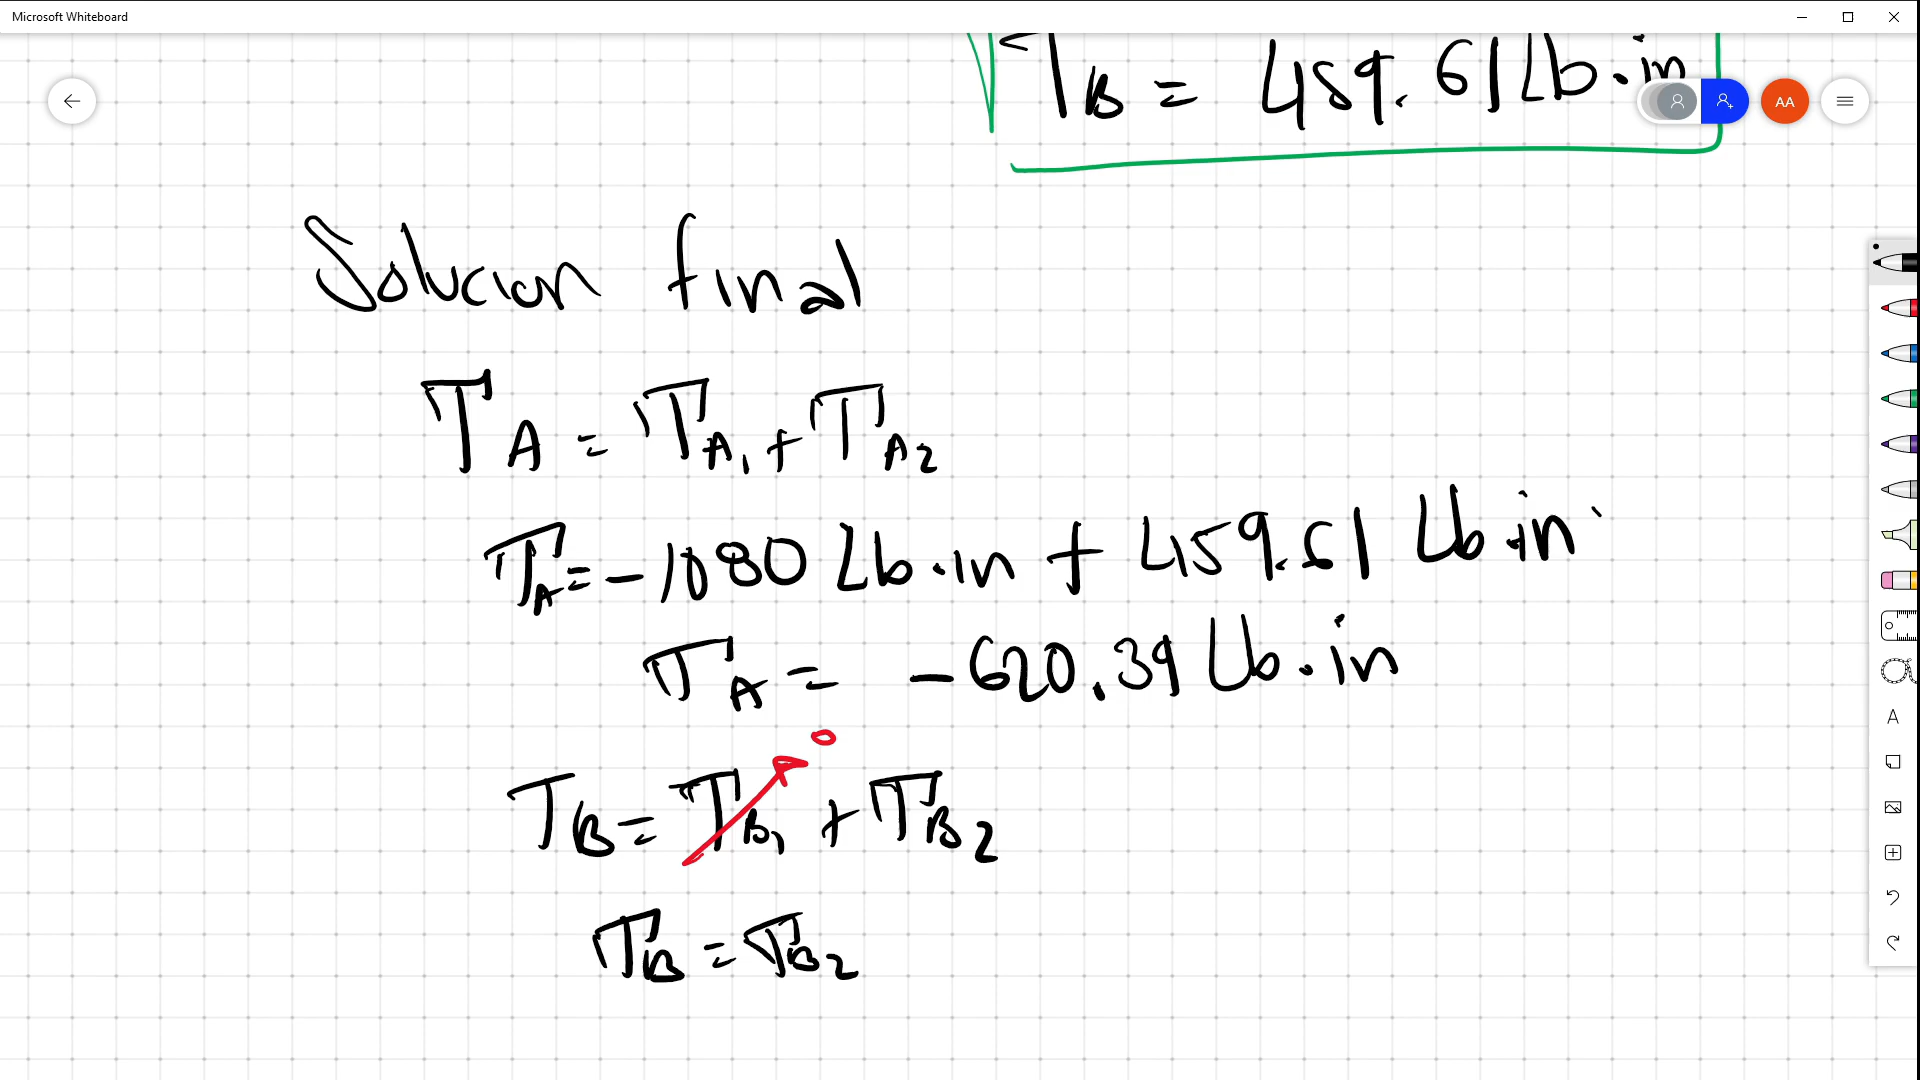 Microsoft Whiteboard
T_B = 459.61 Lb.in
AA
Solucion final
T_A = T_A1 + T_A2
T_A = -1080 Lb.in + 459.61 Lb.in
T_A = -620.39 Lb.in
0
T_B = T_B1 + T_B2
T_B = T_B2
A